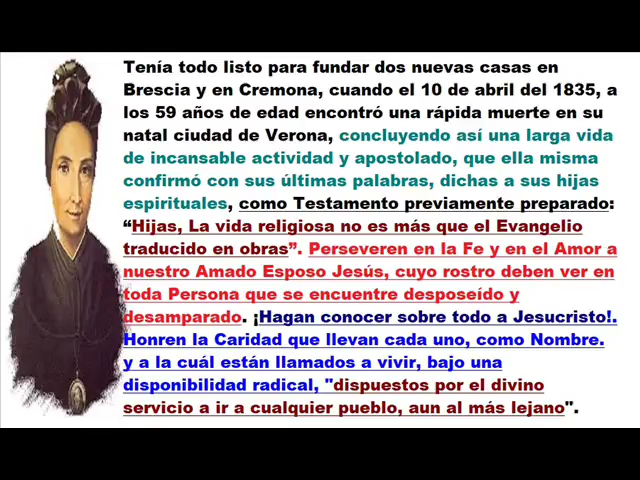 Tenía todo listo para fundar dos nuevas casas en
Brescia y en Cremona, cuando el 10 de abril del 1835, a
los 59 años de edad encontró una rápida muerte en su
natal ciudad de Verona, concluyendo así una larga vida
de incansable actividad y apostolado, que ella misma
confirmó con sus últimas palabras, dichas a sus hijas
espirituales, como Testamento previamente preparado:
“Hijas, La vida religiosa no es más que el Evangelio
traducido en obras”. Perseveren en la Fe y en el Amor a
nuestro Amado Esposo Jesús, cuyo rostro deben ver en
toda Persona que se encuentre desposeído y
desamparado. ¡Hagan conocer sobre todo a Jesucristo!.
Honren la Caridad que llevan cada uno, como Nombre.
y a la cuál están llamados a vivir, bajo una
disponibilidad radical, "dispuestos por el divino
servicio a ir a cualquier pueblo, aun al más lejano".